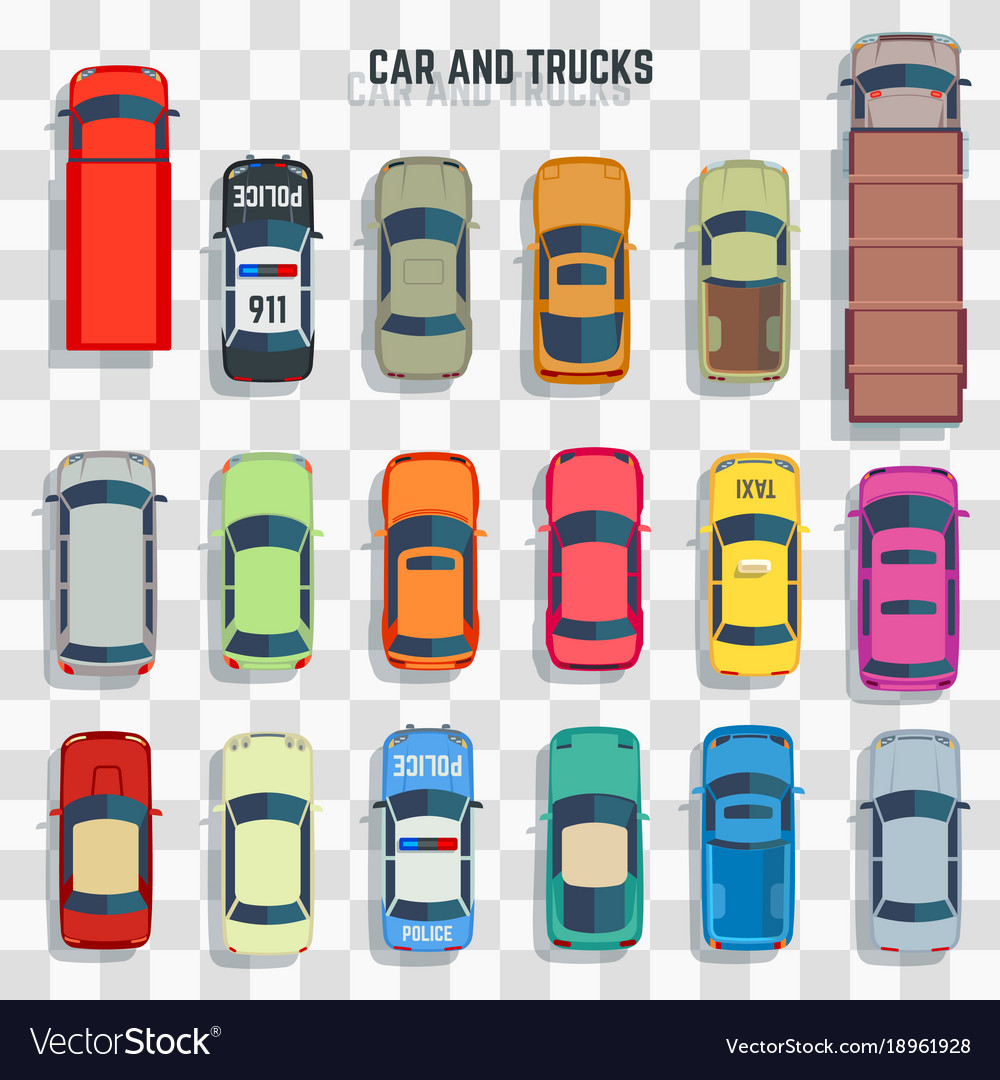 CAR AND TRUCKS
CAR AND TRUCKS
POLICE
911
TAXI
POLICE
POLICE
VectorStock®
VectorStock.com/18961928